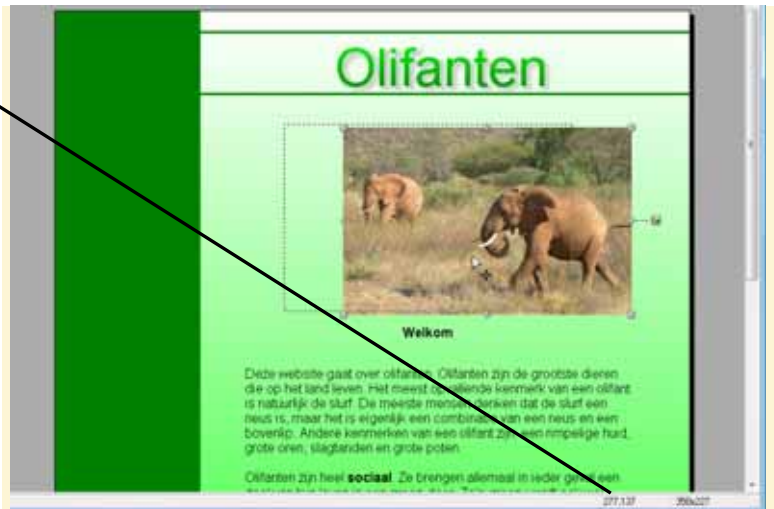 Olifanten
Welkom
Deze website gaat over olifanten. Olifanten zijn de grootste dieren
die op het land leven. Het meest opvallende kenmerk van een olifant
is natuurlijk de slurf. De meeste mensen denken dat de slurf een
neus is, maar het is eigenlijk een combinatie van een neus en een
bovenlip. Andere kenmerken van een olifant zijn een rimpelige huid,
grote oren, slagtanden en grote poten.
Olifanten zijn heel sociaal. Ze brengen allemaal in ieder geval een
277,137 350x227